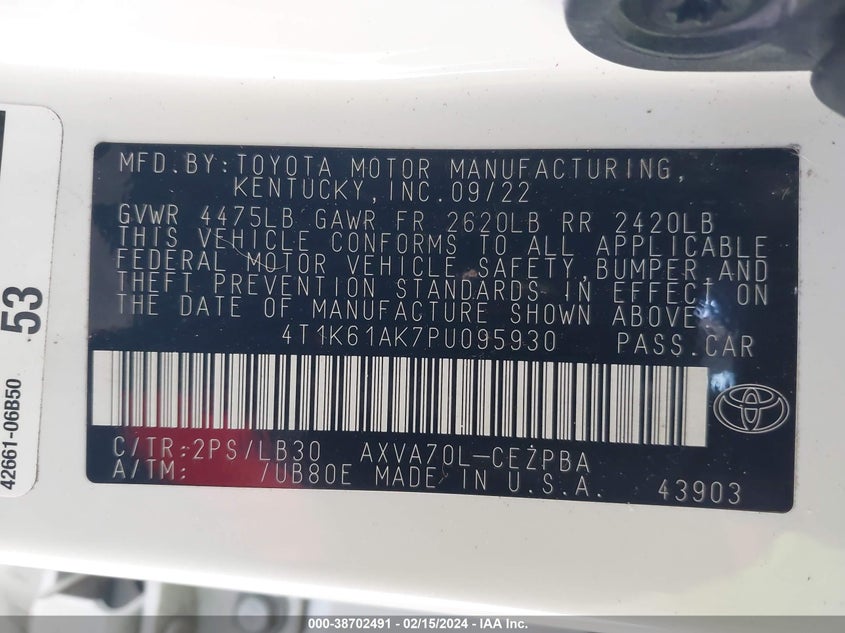 MFD.BY:TOYOTA MOTOR MANUFACTURING,
KENTUCKY,INC.09/22
GVWR 4475LB GAWR FR 2620LB RR 2420LB
THIS VEHICLE CONFORMS TO ALL APPLICABLE
FEDERAL MOTOR VEHICLE SAFETY,BUMPER,AND
THEFT PREVENTION STANDARDS IN EFFECT ON
THE DATE OF MANUFACTURE SHOWN ABOVE.
4T1K61AK7PU095930 PASS.CAR
C/TR:2PS/LB30 AXVA70L-CEZPBA
A/TM: /UB80E MADE IN U.S.A. 43903
53
42661-06B50
000-38702491 - 02/15/2024 - IAA Inc.